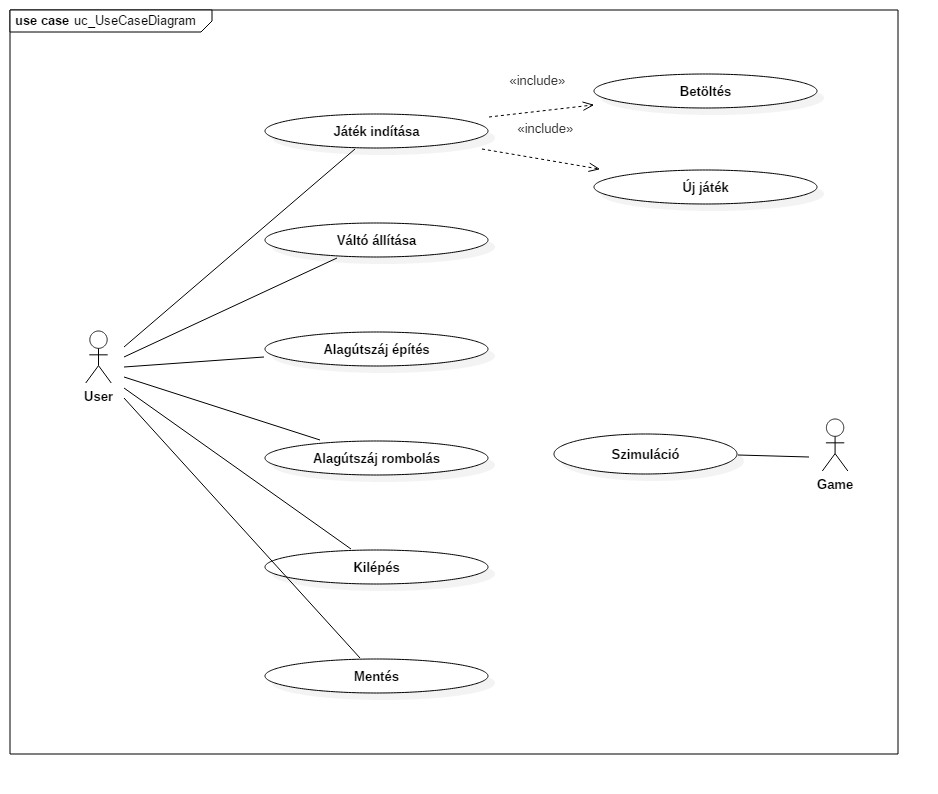 use case uc_UseCaseDiagram
«include»
Betöltés
Játék indítása
«include»
Új játék
Váltó állítása
Alagútszáj építés
User
Alagútszáj rombolás
Szimuláció
Game
Kilépés
Mentés